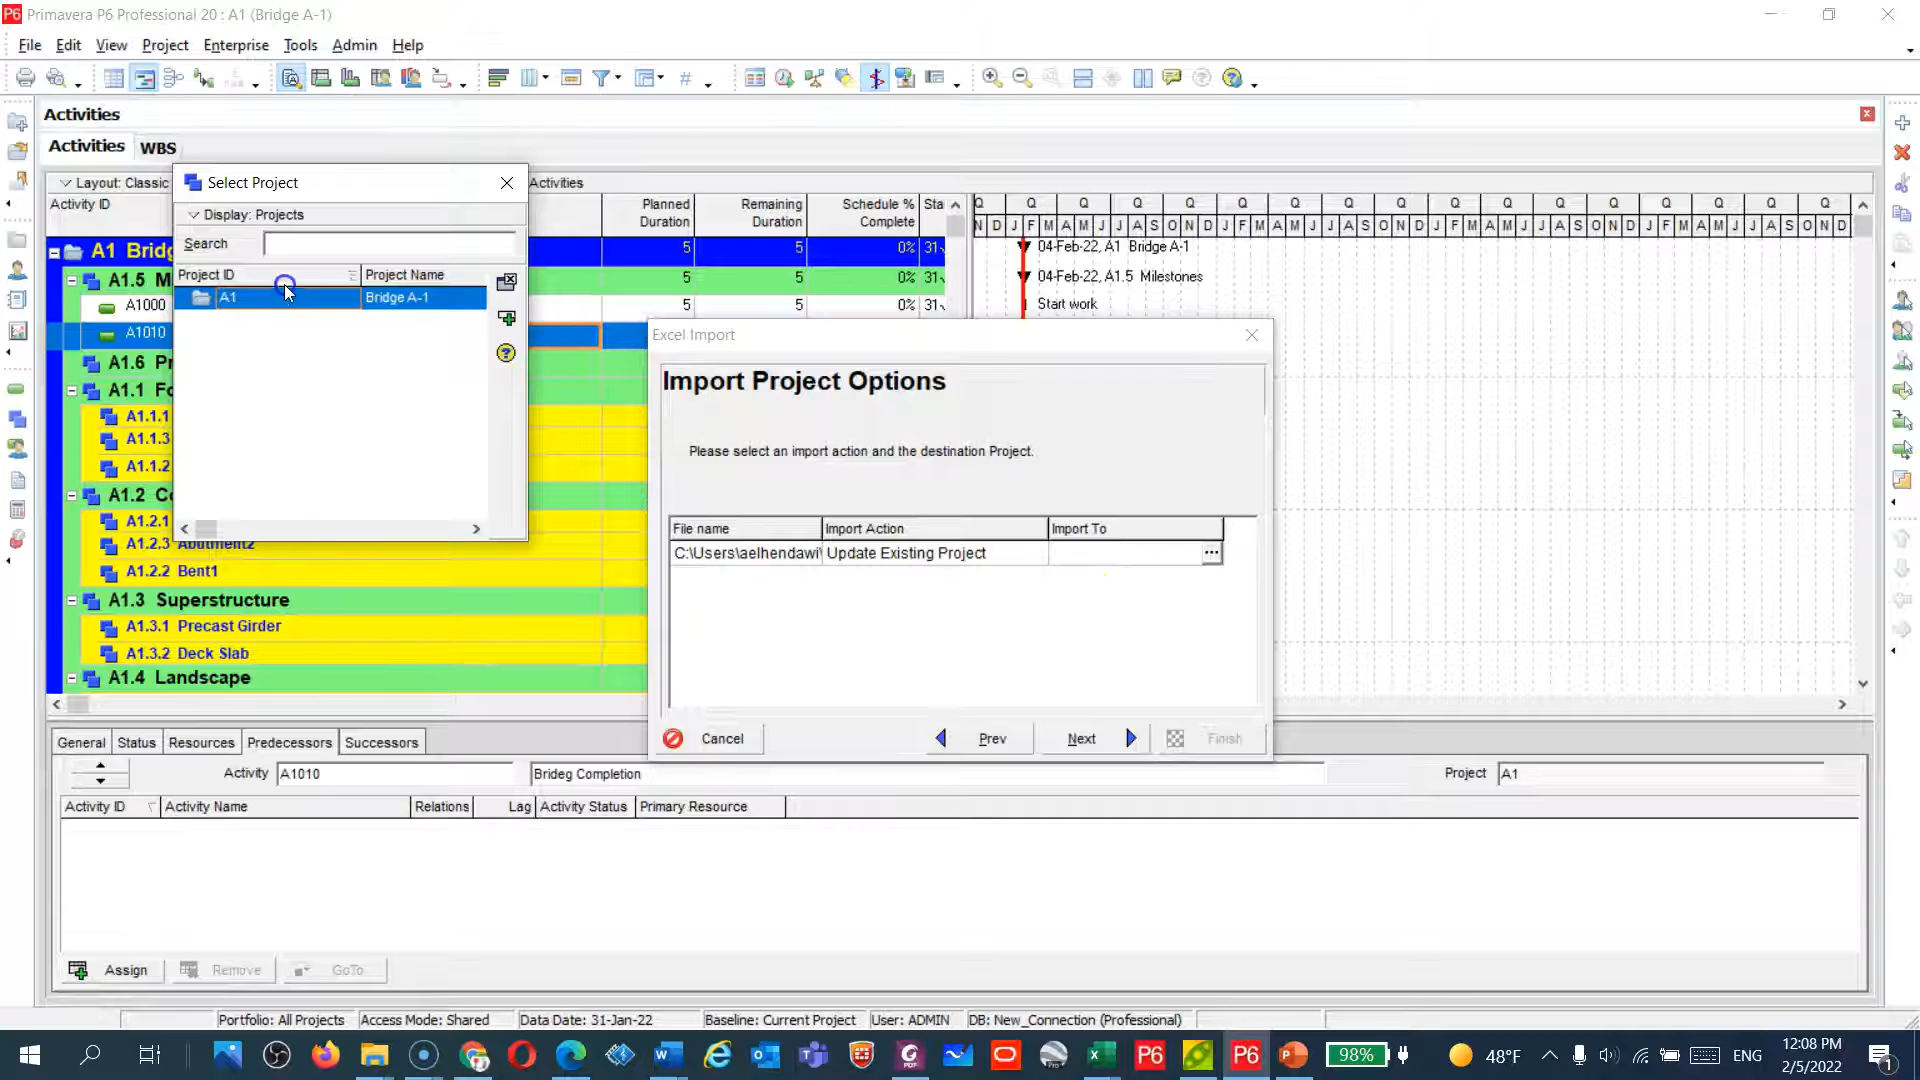 Primavera P6 Professional 20 : A1 (Bridge A-1)
File Edit View Project Enterprise Tools Admin Help
Activities
Activities WBS
Layout: Classic
Activities
Activity ID
Planned Duration
Remaining Duration
Schedule % Complete
Sta
A1 Bridg 5 5 0% 31
A1.5 M 5 5 0% 31
A1000 5 5 0% 31
A1010
A1.6 Pr
A1.1 Fo
A1.1.1
A1.1.3
A1.1.2
A1.2 Co
A1.2.1
A1.2.3 Abutment2
A1.2.2 Bent1
A1.3 Superstructure
A1.3.1 Precast Girder
A1.3.2 Deck Slab
A1.4 Landscape
Q Q Q Q Q Q Q Q Q Q Q Q Q Q Q Q Q
N D J F M A M J J A S O N D J F M A M J J A S O N D J F M A M J J A S O N D J F M A M J J A S O N D
04-Feb-22, A1 Bridge A-1
04-Feb-22, A1.5 Milestones
Start work
Select Project
Display: Projects
Search
Project ID Project Name
A1 Bridge A-1
Excel Import
Import Project Options
Please select an import action and the destination Project.
File name Import Action Import To
C:\Users\aelhendawi\ Update Existing Project ...
Cancel Prev Next Finish
General Status Resources Predecessors Successors
Activity A1010 Brideg Completion Project A1
Activity ID Activity Name Relations Lag Activity Status Primary Resource
Assign Remove GoTo
Portfolio: All Projects Access Mode: Shared Data Date: 31-Jan-22 Baseline: Current Project User: ADMIN DB: New_Connection (Professional)
98% 48°F ENG 12:08 PM
2/5/2022